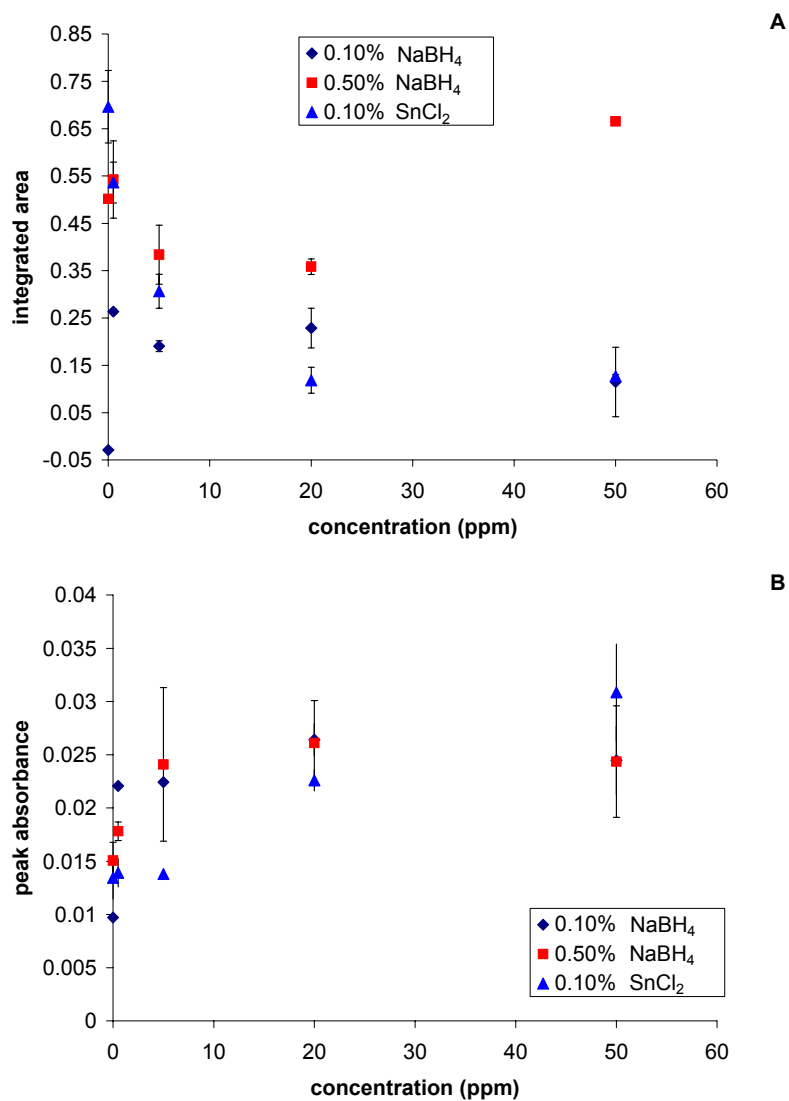 A
0.85
0.75
0.65
0.55
0.45
0.35
0.25
0.15
0.05
-0.05
integrated area
0.10% NaBH₄
0.50% NaBH₄
0.10% SnCl₂
0 10 20 30 40 50 60
concentration (ppm)
B
0.04
0.035
0.03
0.025
0.02
0.015
0.01
0.005
0
peak absorbance
0.10% NaBH₄
0.50% NaBH₄
0.10% SnCl₂
0 10 20 30 40 50 60
concentration (ppm)